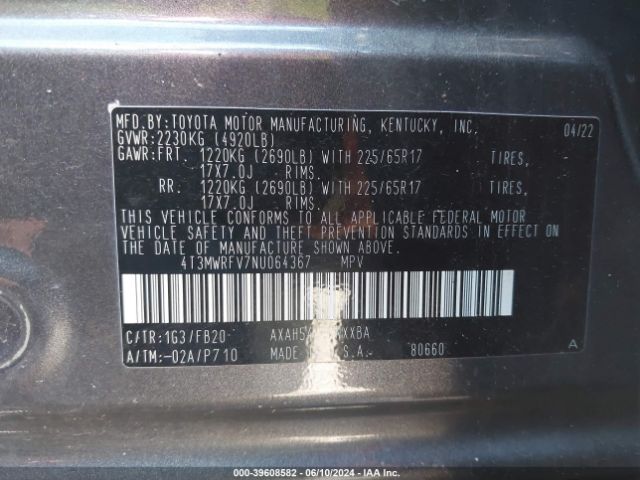 MFD.BY:TOYOTA MOTOR MANUFACTURING, KENTUCKY, INC. 04/22
GVWR:2230KG (4920LB)
GAWR:FRT. 1220KG (2690LB) WITH 225/65R17 TIRES,
17X7.0J RIMS.
RR. 1220KG (2690LB) WITH 225/65R17 TIRES,
17X7.0J RIMS.
THIS VEHICLE CONFORMS TO ALL APPLICABLE FEDERAL MOTOR
VEHICLE SAFETY AND THEFT PREVENTION STANDARDS IN EFFECT
ON THE DATE OF MANUFACTURE SHOWN ABOVE.
4T3MWRFV7NU064367 MPV
C/TR:1G3/FB20
A/TM:-02A/P710 MADE 80660 A
000-39608582 / 06/10/2024 - IAA Inc.